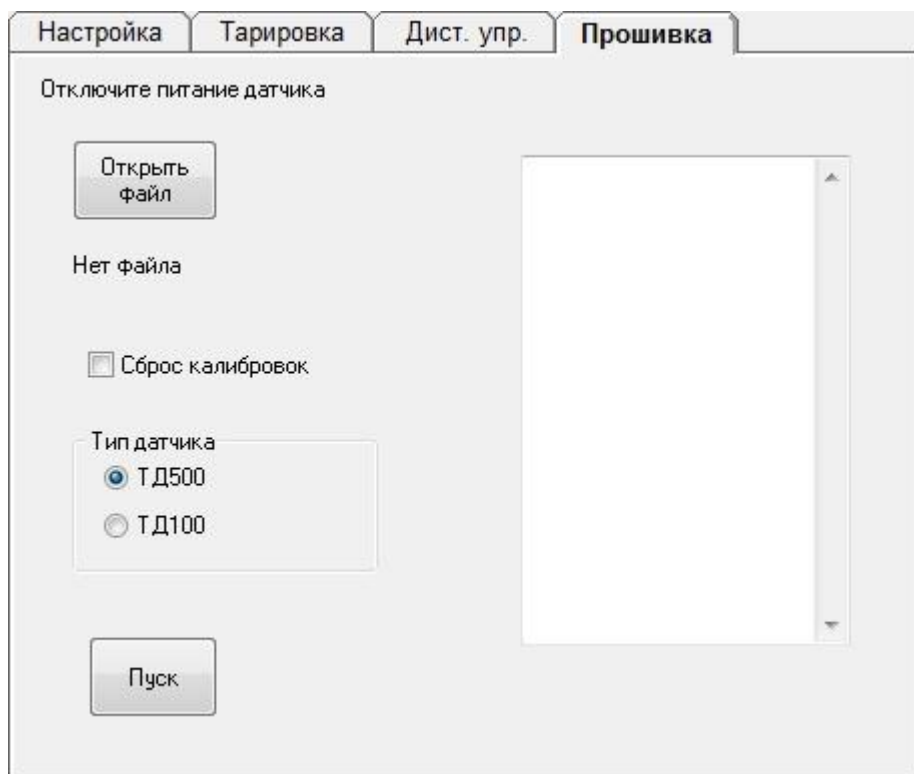 Настройка Тарировка Дист. упр. Прошивка
Отключите питание датчика
Открыть
файл
Нет файла
Сброс калибровок
Тип датчика
ТД500
ТД100
Пуск